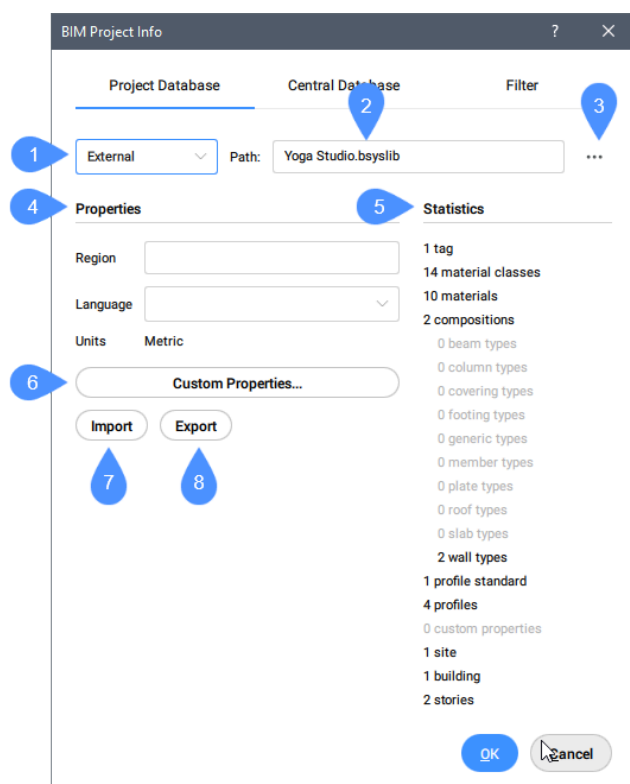 BIM Project Info ? ×
Project Database Central Database Filter
2 3
1 External Path: Yoga Studio.bsyslib ...
4 Properties 5 Statistics
1 tag
Region
14 material classes
10 materials
Language
2 compositions
Units Metric
0 beam types
0 column types
6 Custom Properties...
0 covering types
0 footing types
Import Export
0 generic types
0 member types
7 8
0 plate types
0 roof types
0 slab types
2 wall types
1 profile standard
4 profiles
0 custom properties
1 site
1 building
2 stories
OK Cancel